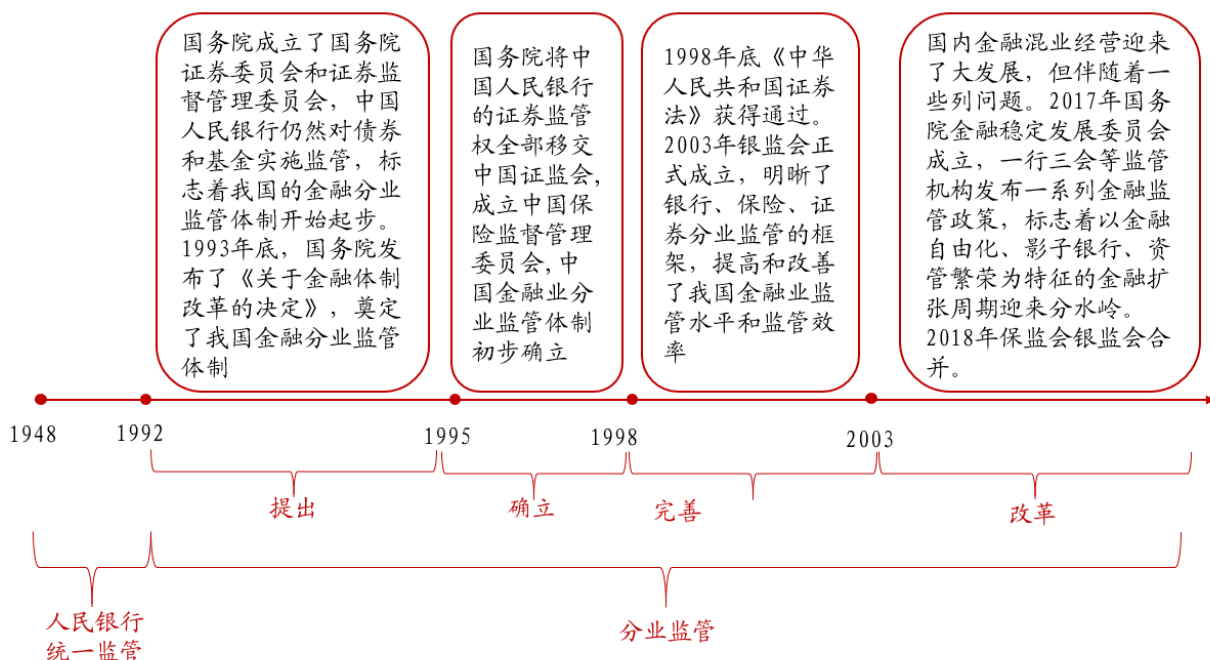 国务院成立了国务院
证券委员会和证券监
督管理委员会，中国
人民银行仍然对债券
和基金实施监管，标
志着我国的金融分业
监管体制开始起步。
1993年底，国务院发
布了《关于金融体制
改革的决定》，奠定
了我国金融分业监管
体制
国务院将中
国人民银行
的证券监管
权全部移交
中国证监会,
成立中国保
险监督管理
委员会,中
国金融业分
业监管体制
初步确立
1998年底《中华
人民共和国证券
法》获得通过。
2003年银监会正
式成立，明晰了
银行、保险、证
券分业监管的框
架，提高和改善
了我国金融业监
管水平和监管效
率
国内金融混业经营迎来
了大发展，但伴随着一
些列问题。2017年国务
院金融稳定发展委员会
成立，一行三会等监管
机构发布一系列金融监
管政策，标志着以金融
自由化、影子银行、资
管繁荣为特征的金融扩
张周期迎来分水岭。
2018年保监会银监会合
并。
1948
1992
1995
1998
2003
提出
确立
完善
改革
人民银行
统一监管
分业监管